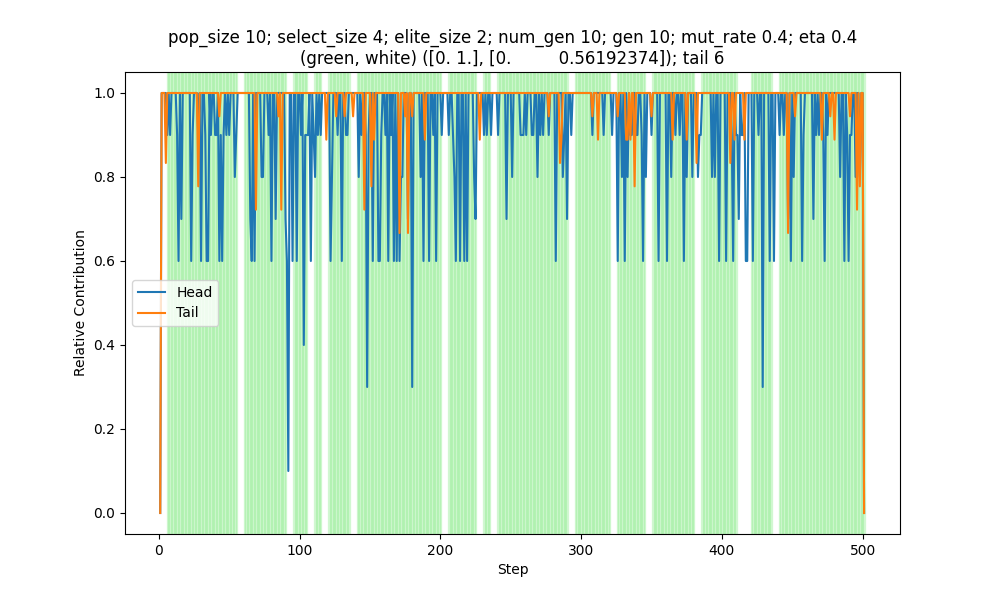 pop_size 10; select_size 4; elite_size 2; num_gen 10; gen 10; mut_rate 0.4; eta 0.4
(green, white) ([0. 1.], [0.         0.56192374]); tail 6
1.0
0.8
0.6
0.4
0.2
0.0
Relative Contribution
Head
Tail
0
100
200
300
400
500
Step